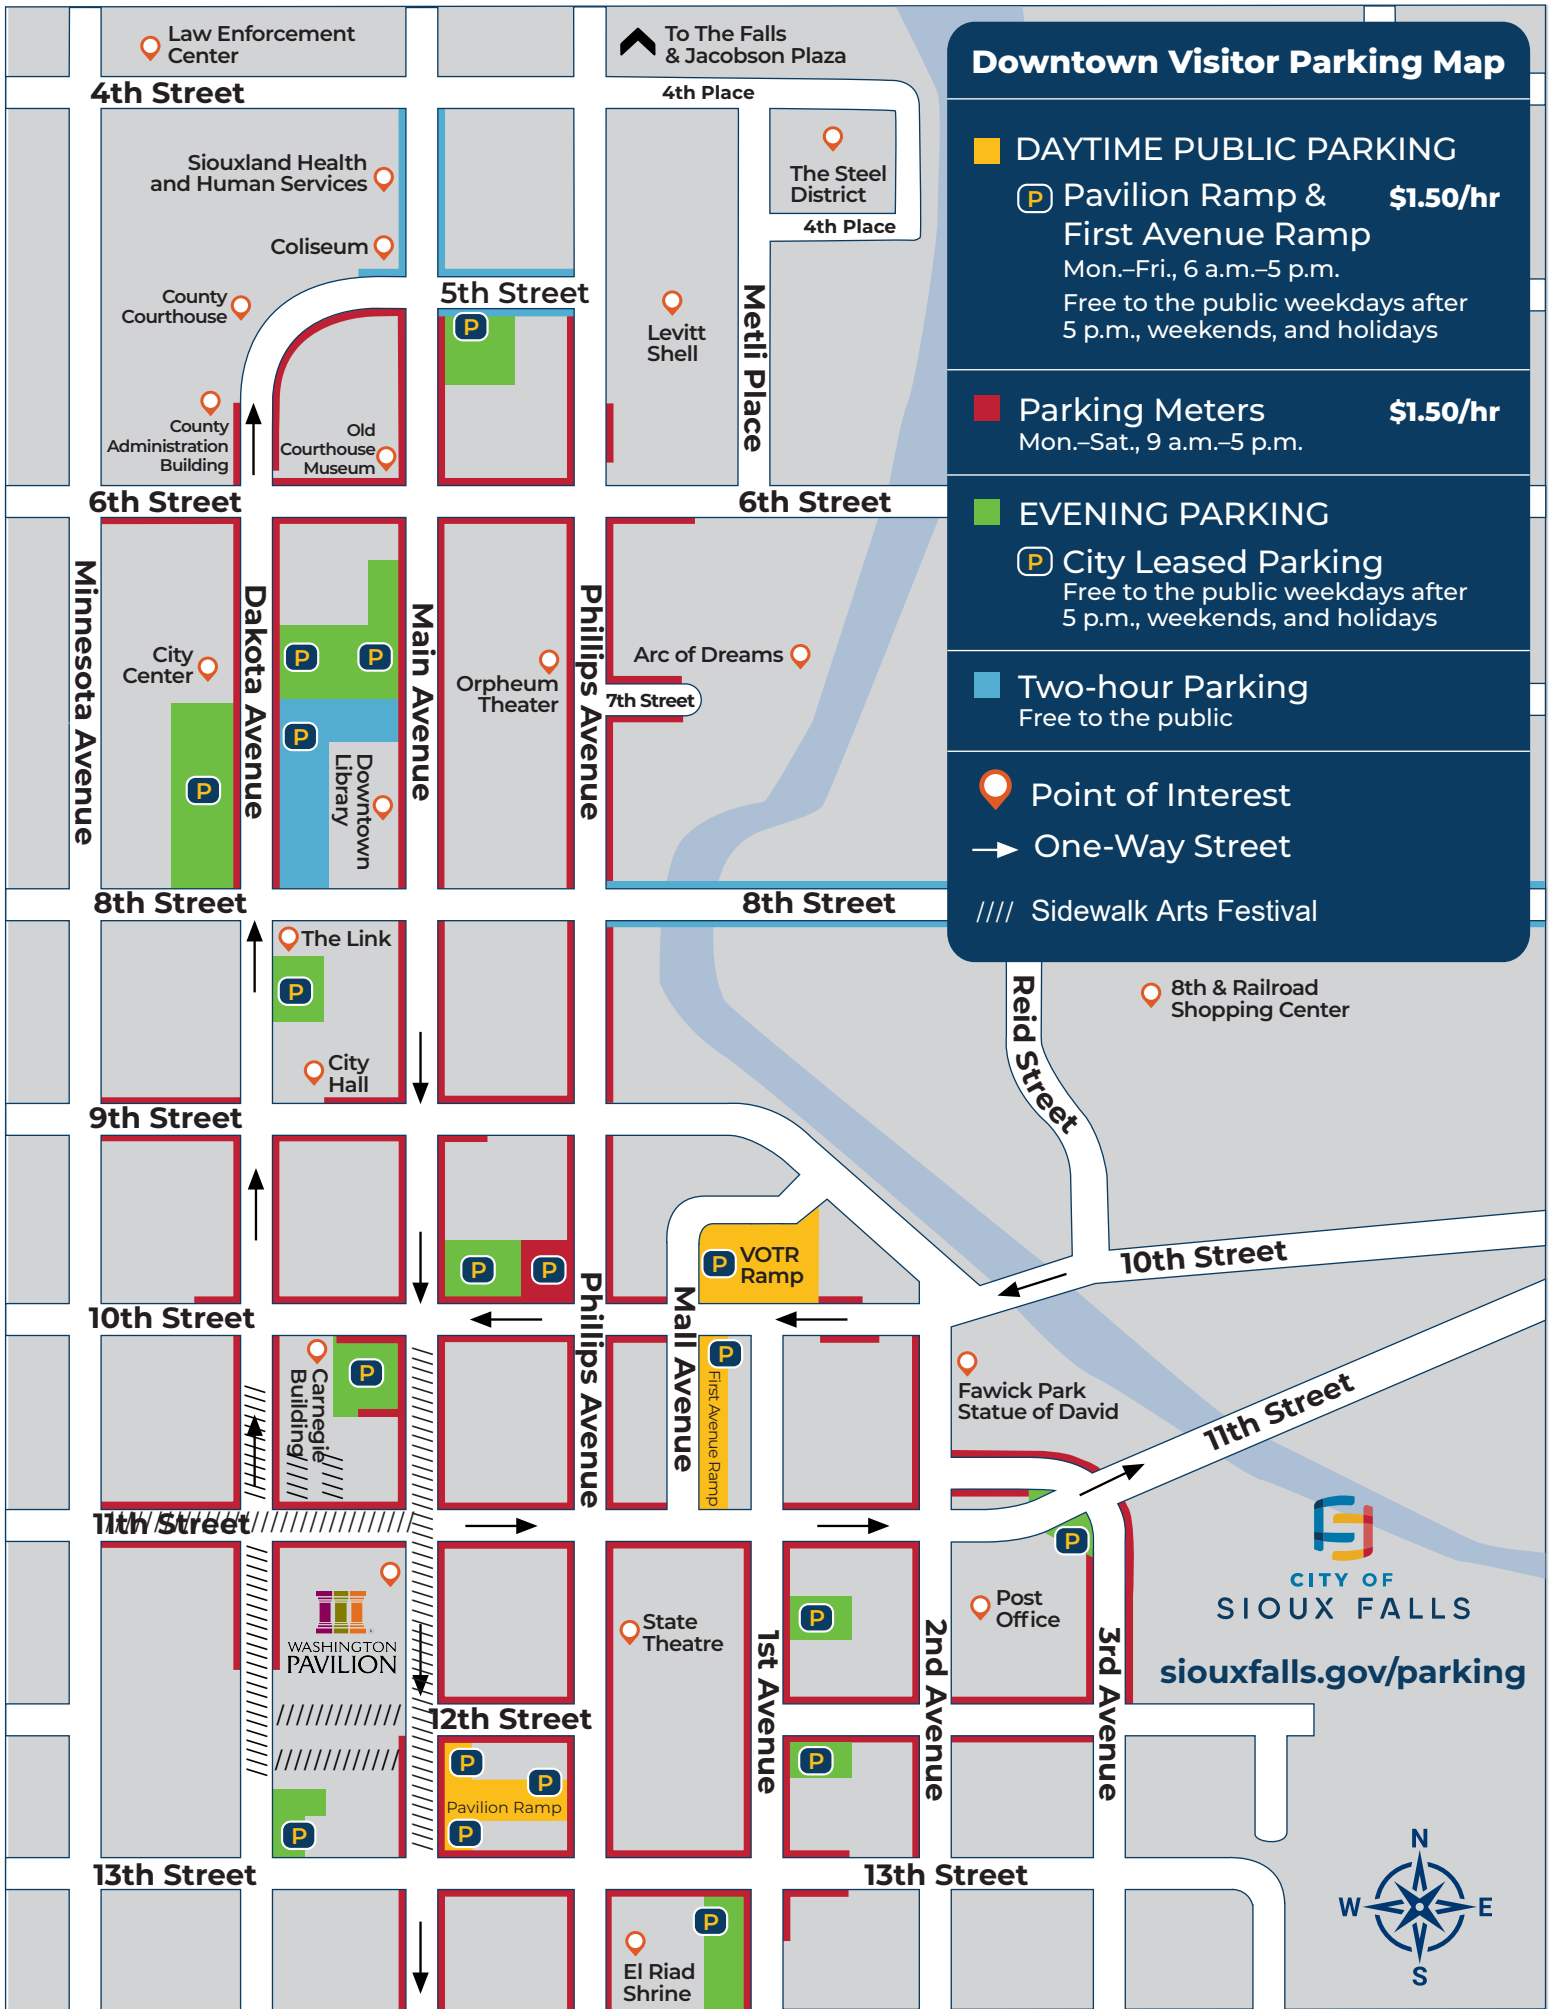 Law Enforcement
Center
To The Falls
& Jacobson Plaza
4th Street
4th Place
Siouxland Health
and Human Services
The Steel
District
4th Place
Coliseum
County
Courthouse
5th Street
P
Levitt
Shell
Metli Place
County
Administration
Building
Old
Courthouse
Museum
6th Street
6th Street
Minnesota Avenue
Dakota Avenue
Main Avenue
Phillips Avenue
City
Center
P
P
P
P
Downtown
Library
Orpheum
Theater
Arc of Dreams
7th Street
8th Street
8th Street
Downtown Visitor Parking Map
DAYTIME PUBLIC PARKING
P Pavilion Ramp & $1.50/hr
First Avenue Ramp
Mon.–Fri., 6 a.m.–5 p.m.
Free to the public weekdays after
5 p.m., weekends, and holidays
Parking Meters $1.50/hr
Mon.–Sat., 9 a.m.–5 p.m.
EVENING PARKING
P City Leased Parking
Free to the public weekdays after
5 p.m., weekends, and holidays
Two-hour Parking
Free to the public
Point of Interest
One-Way Street
//// Sidewalk Arts Festival
The Link
P
City
Hall
Reid Street
8th & Railroad
Shopping Center
9th Street
P
P
P
VOTR
Ramp
10th Street
10th Street
Phillips Avenue
Mall Avenue
Carnegie
Building
P
P
First Avenue Ramp
Fawick Park
Statue of David
11th Street
11th Street
P
WASHINGTON
PAVILION
State
Theatre
P
1st Avenue
2nd Avenue
Post
Office
3rd Avenue
CITY OF
SIOUX FALLS
siouxfalls.gov/parking
12th Street
P
P
Pavilion Ramp
P
P
P
13th Street
13th Street
P
El Riad
Shrine
N
W
E
S